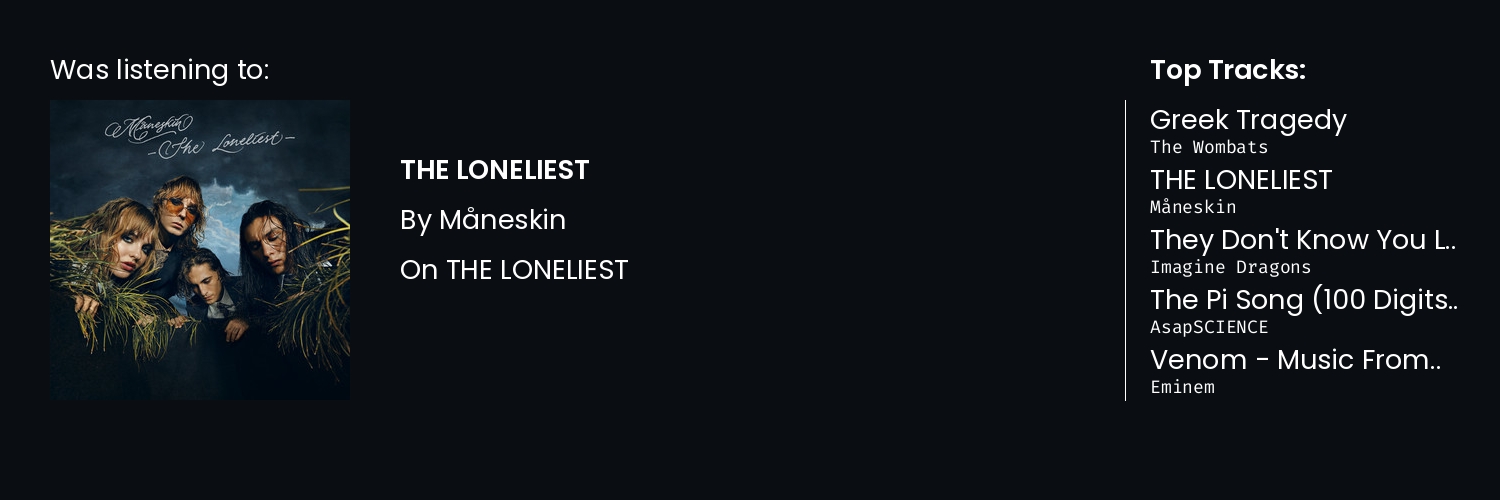 Was listening to:
Måneskin
- The Loneliest -
THE LONELIEST
By Måneskin
On THE LONELIEST
Top Tracks:
Greek Tragedy
The Wombats
THE LONELIEST
Måneskin
They Don't Know You L..
Imagine Dragons
The Pi Song (100 Digits..
AsapSCIENCE
Venom - Music From..
Eminem